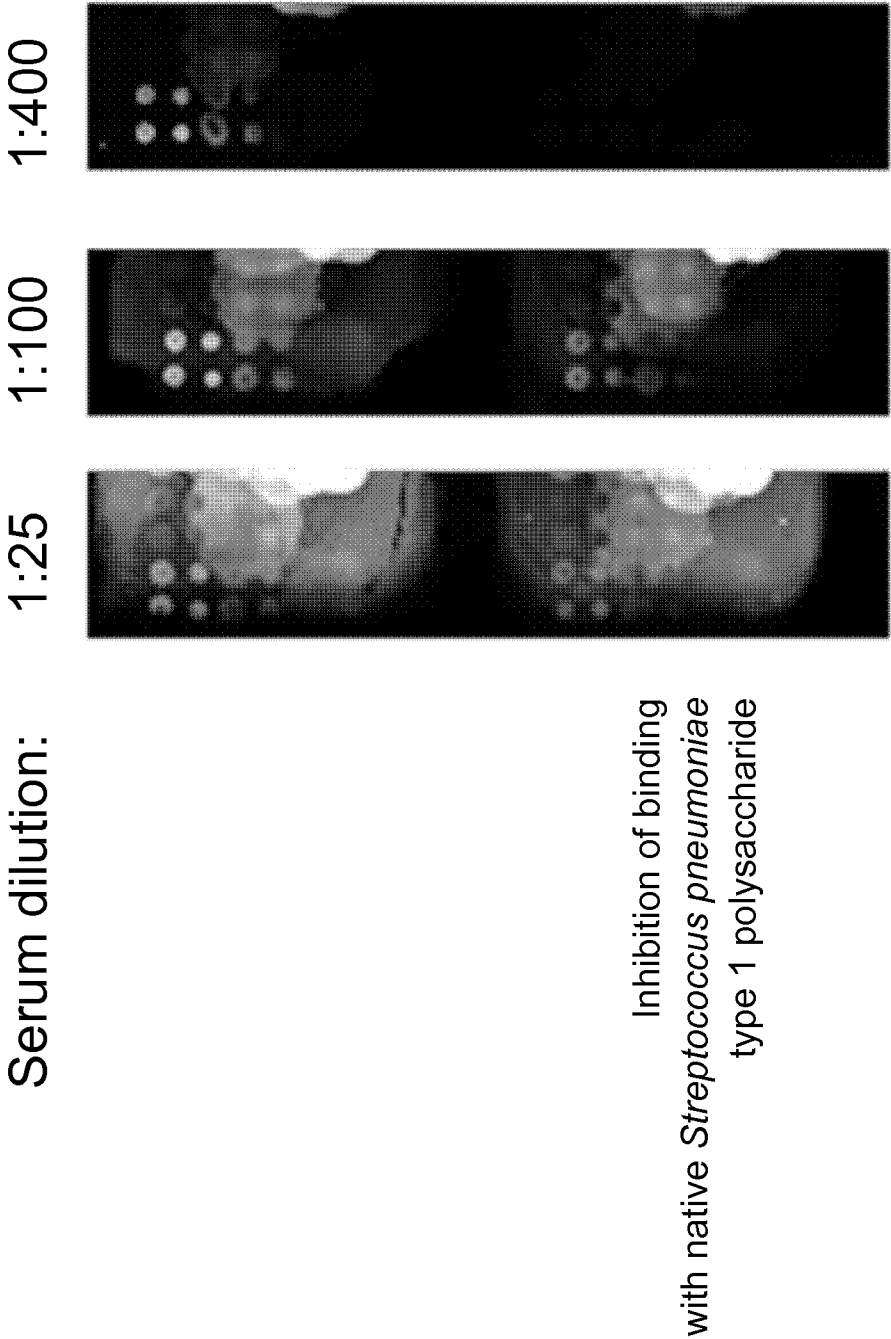 Serum dilution:
1:25
1:100
1:400
Inhibition of binding
with native Streptococcus pneumoniae
type 1 polysaccharide